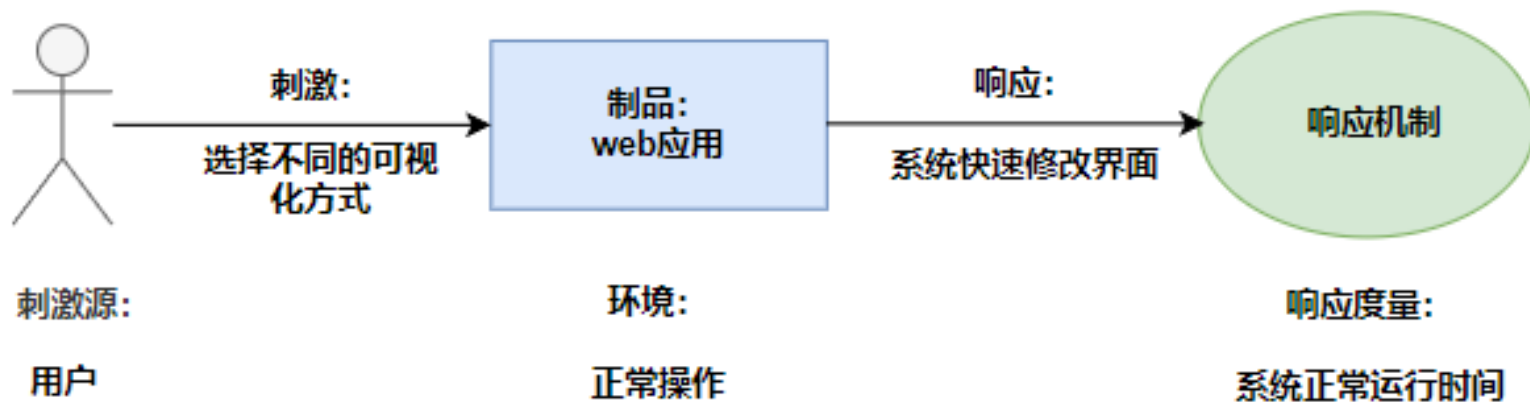 刺激：
选择不同的可视
化方式
制品：
web应用
响应：
系统快速修改界面
响应机制
刺激源：
用户
环境：
正常操作
响应度量：
系统正常运行时间